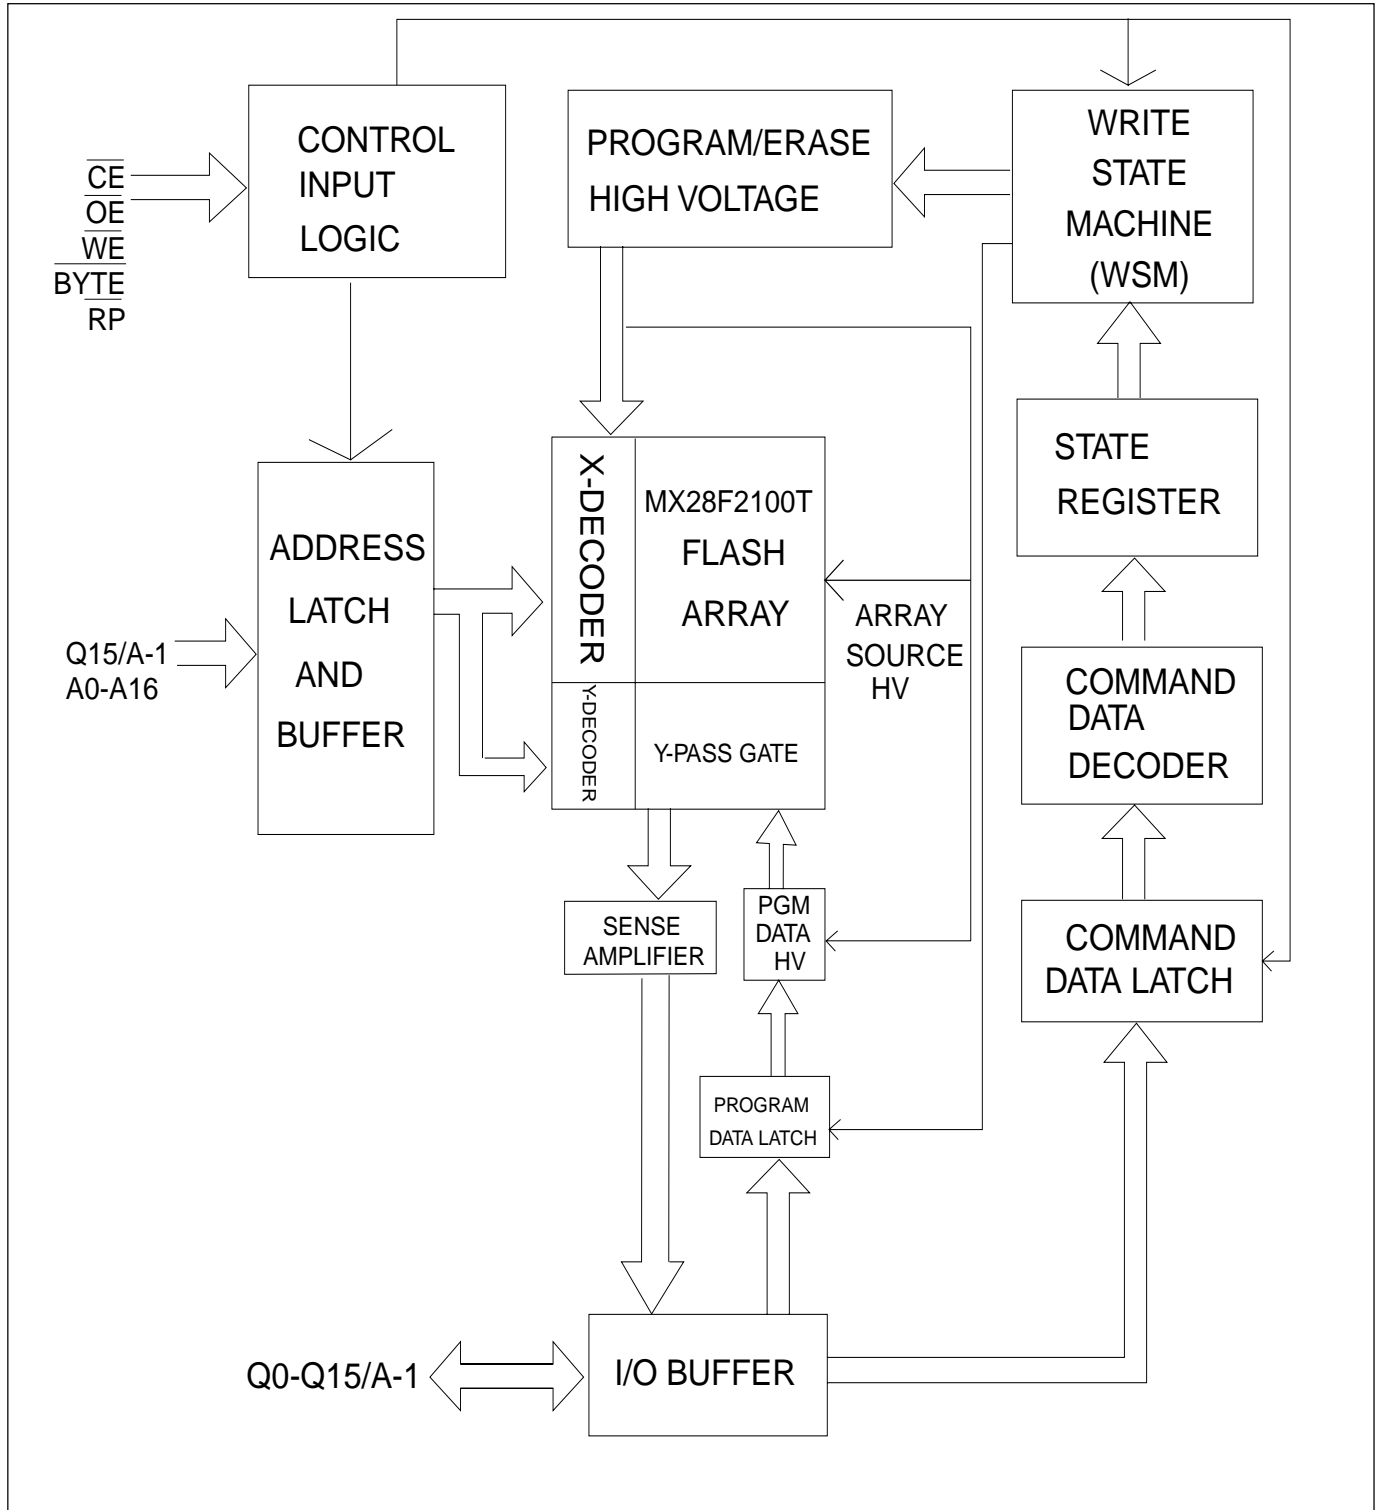 CONTROL
INPUT
LOGIC
PROGRAM/ERASE
HIGH VOLTAGE
WRITE
STATE
MACHINE
(WSM)
CE
OE
WE
BYTE
RP
STATE
REGISTER
ADDRESS
LATCH
AND
BUFFER
X-DECODER
MX28F2100T
FLASH
ARRAY
ARRAY
SOURCE
HV
Q15/A-1
A0-A16
Y-DECODER
Y-PASS GATE
COMMAND
DATA
DECODER
SENSE
AMPLIFIER
PGM
DATA
HV
COMMAND
DATA LATCH
PROGRAM
DATA LATCH
Q0-Q15/A-1
I/O BUFFER